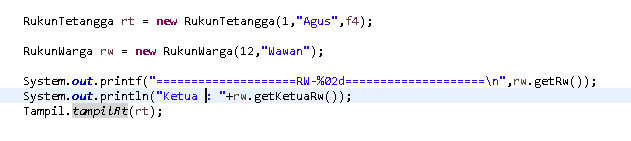 RukunTetangga rt = new RukunTetangga(1,"Agus",f4);
RukunWarga rw = new RukunWarga(12,"Wawan");
System.out.printf("====================RW-%02d====================\n",rw.getRw());
System.out.println("Ketua : "+rw.getKetuaRw());
Tampil.tampilRt(rt);